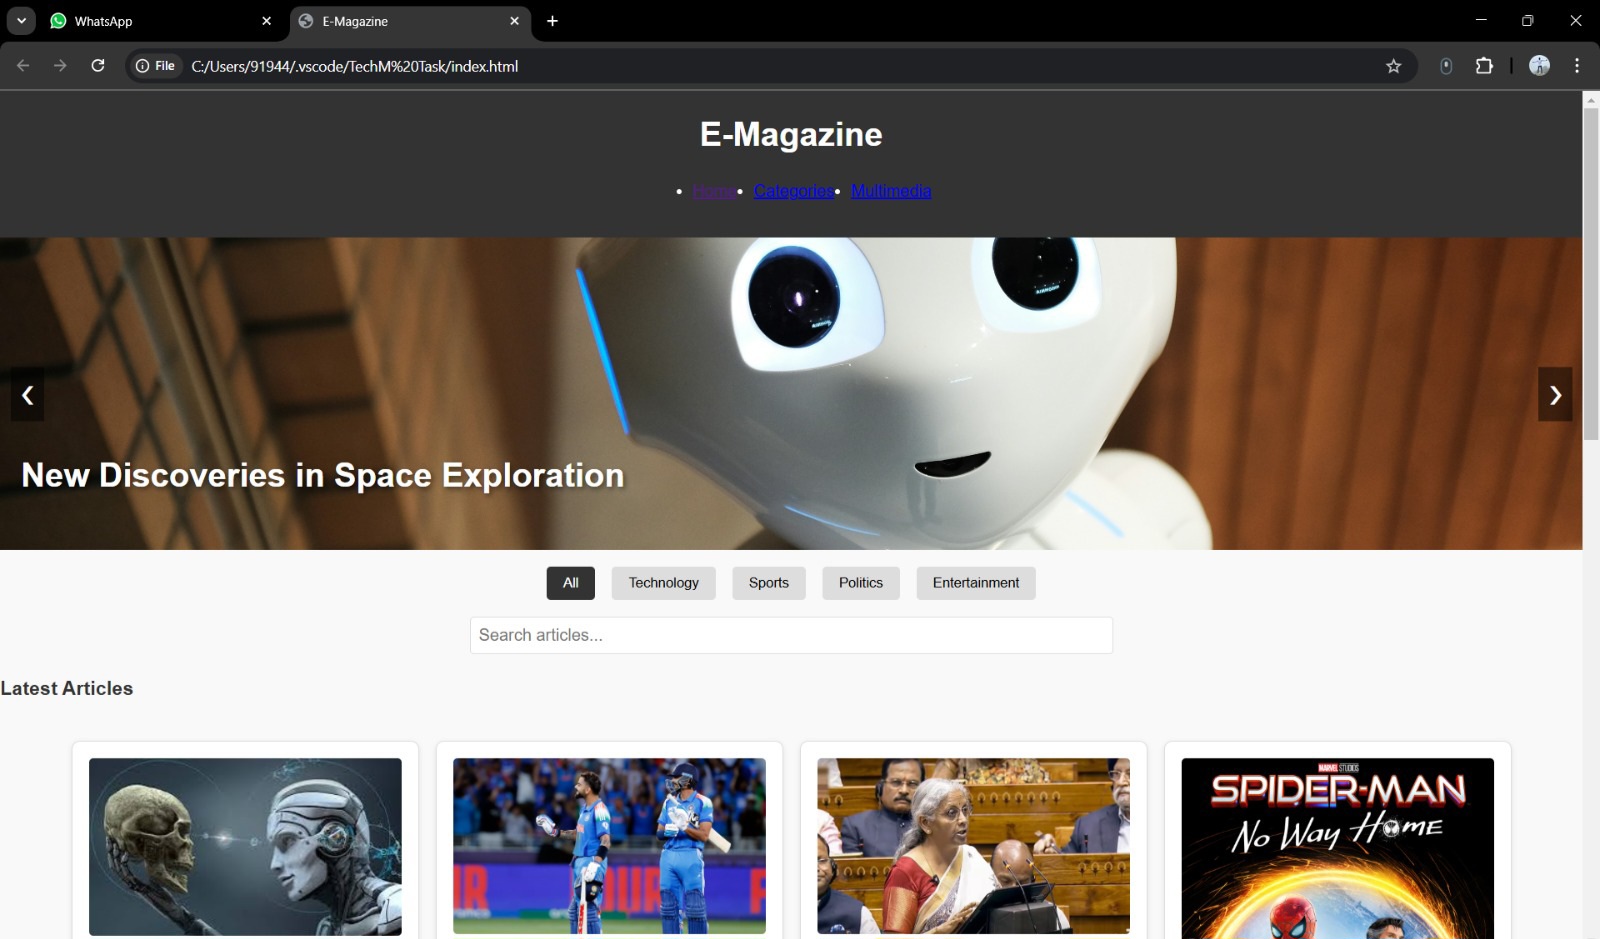 WhatsApp
E-Magazine
File
C:/Users/91944/.vscode/TechM%20Task/index.html
E-Magazine
• Home • Categories • Multimedia
❮
❯
New Discoveries in Space Exploration
All
Technology
Sports
Politics
Entertainment
Search articles...
Latest Articles
MARVEL STUDIOS
SPIDER-MAN
No Way Home